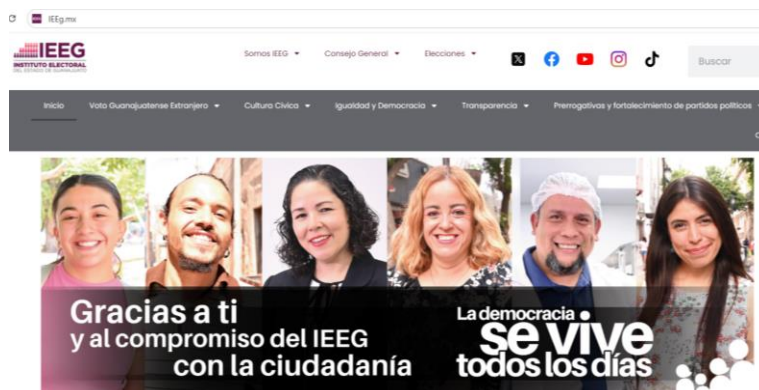 IEEg.mx
IEEG
INSTITUTO ELECTORAL
DEL ESTADO DE GUANAJUATO
Somos IEEG
Consejo General
Elecciones
Buscar
Inicio
Voto Guanajuatense Extranjero
Cultura Cívica
Igualdad y Democracia
Transparencia
Prerrogativas y fortalecimiento de partidos políticos
Gracias a ti
y al compromiso del IEEG
con la ciudadanía
La democracia
se vive
todos los días